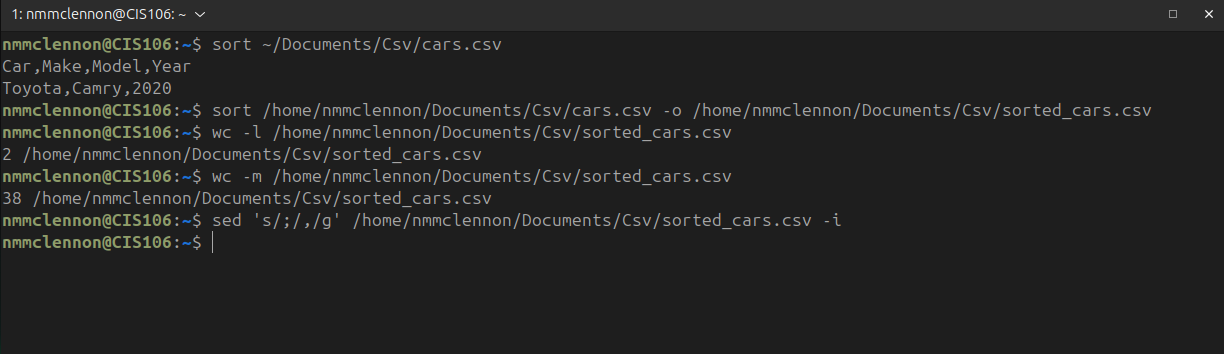 1: nmmclennon@CIS106: ~
nmmclennon@CIS106:~$ sort ~/Documents/Csv/cars.csv
Car,Make,Model,Year
Toyota,Camry,2020
nmmclennon@CIS106:~$ sort /home/nmmclennon/Documents/Csv/cars.csv -o /home/nmmclennon/Documents/Csv/sorted_cars.csv
nmmclennon@CIS106:~$ wc -l /home/nmmclennon/Documents/Csv/sorted_cars.csv
2 /home/nmmclennon/Documents/Csv/sorted_cars.csv
nmmclennon@CIS106:~$ wc -m /home/nmmclennon/Documents/Csv/sorted_cars.csv
38 /home/nmmclennon/Documents/Csv/sorted_cars.csv
nmmclennon@CIS106:~$ sed 's/;/,/g' /home/nmmclennon/Documents/Csv/sorted_cars.csv -i
nmmclennon@CIS106:~$